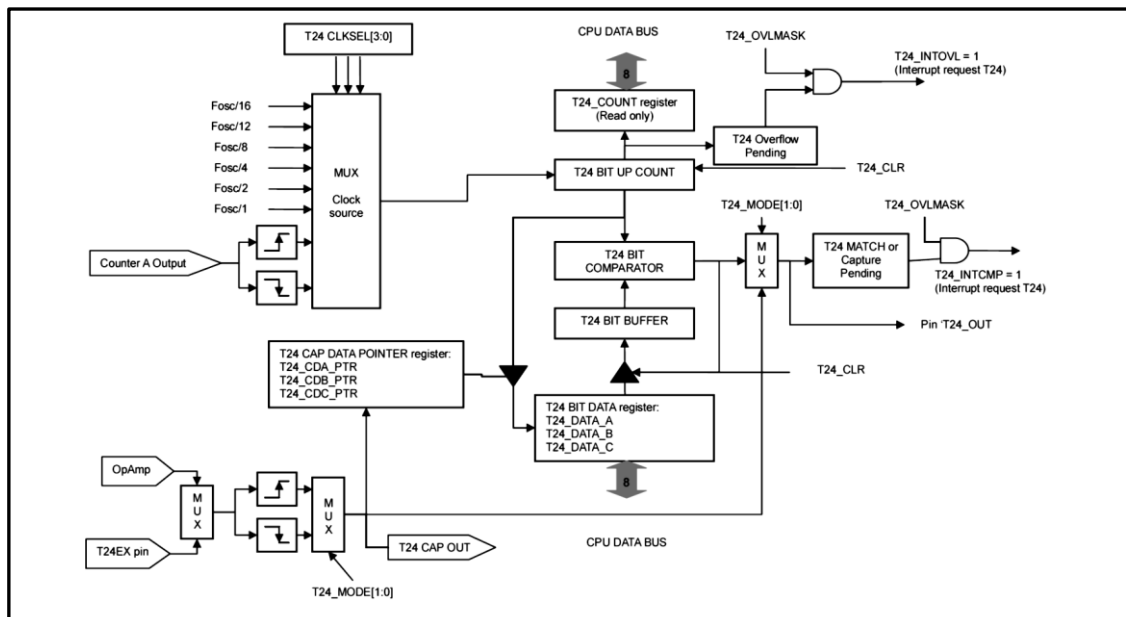 T24 CLKSEL[3:0]
CPU DATA BUS
T24_OVLMASK
T24_INTOVL = 1
(Interrupt request T24)
8
Fosc/16
Fosc/12
Fosc/8
Fosc/4
Fosc/2
Fosc/1
MUX
Clock
source
T24_COUNT register
(Read only)
T24 Overflow
Pending
T24 BIT UP COUNT
T24_CLR
T24_MODE[1:0]
T24_OVLMASK
Counter A Output
T24 BIT
COMPARATOR
M
U
X
T24 MATCH or
Capture
Pending
T24_INTCMP = 1
(Interrupt request T24)
T24 BIT BUFFER
Pin 'T24_OUT
T24 CAP DATA POINTER register:
T24_CDA_PTR
T24_CDB_PTR
T24_CDC_PTR
T24_CLR
T24 BIT DATA register:
T24_DATA_A
T24_DATA_B
T24_DATA_C
8
OpAmp
M
U
X
M
U
X
T24EX pin
T24 CAP OUT
CPU DATA BUS
T24_MODE[1:0]